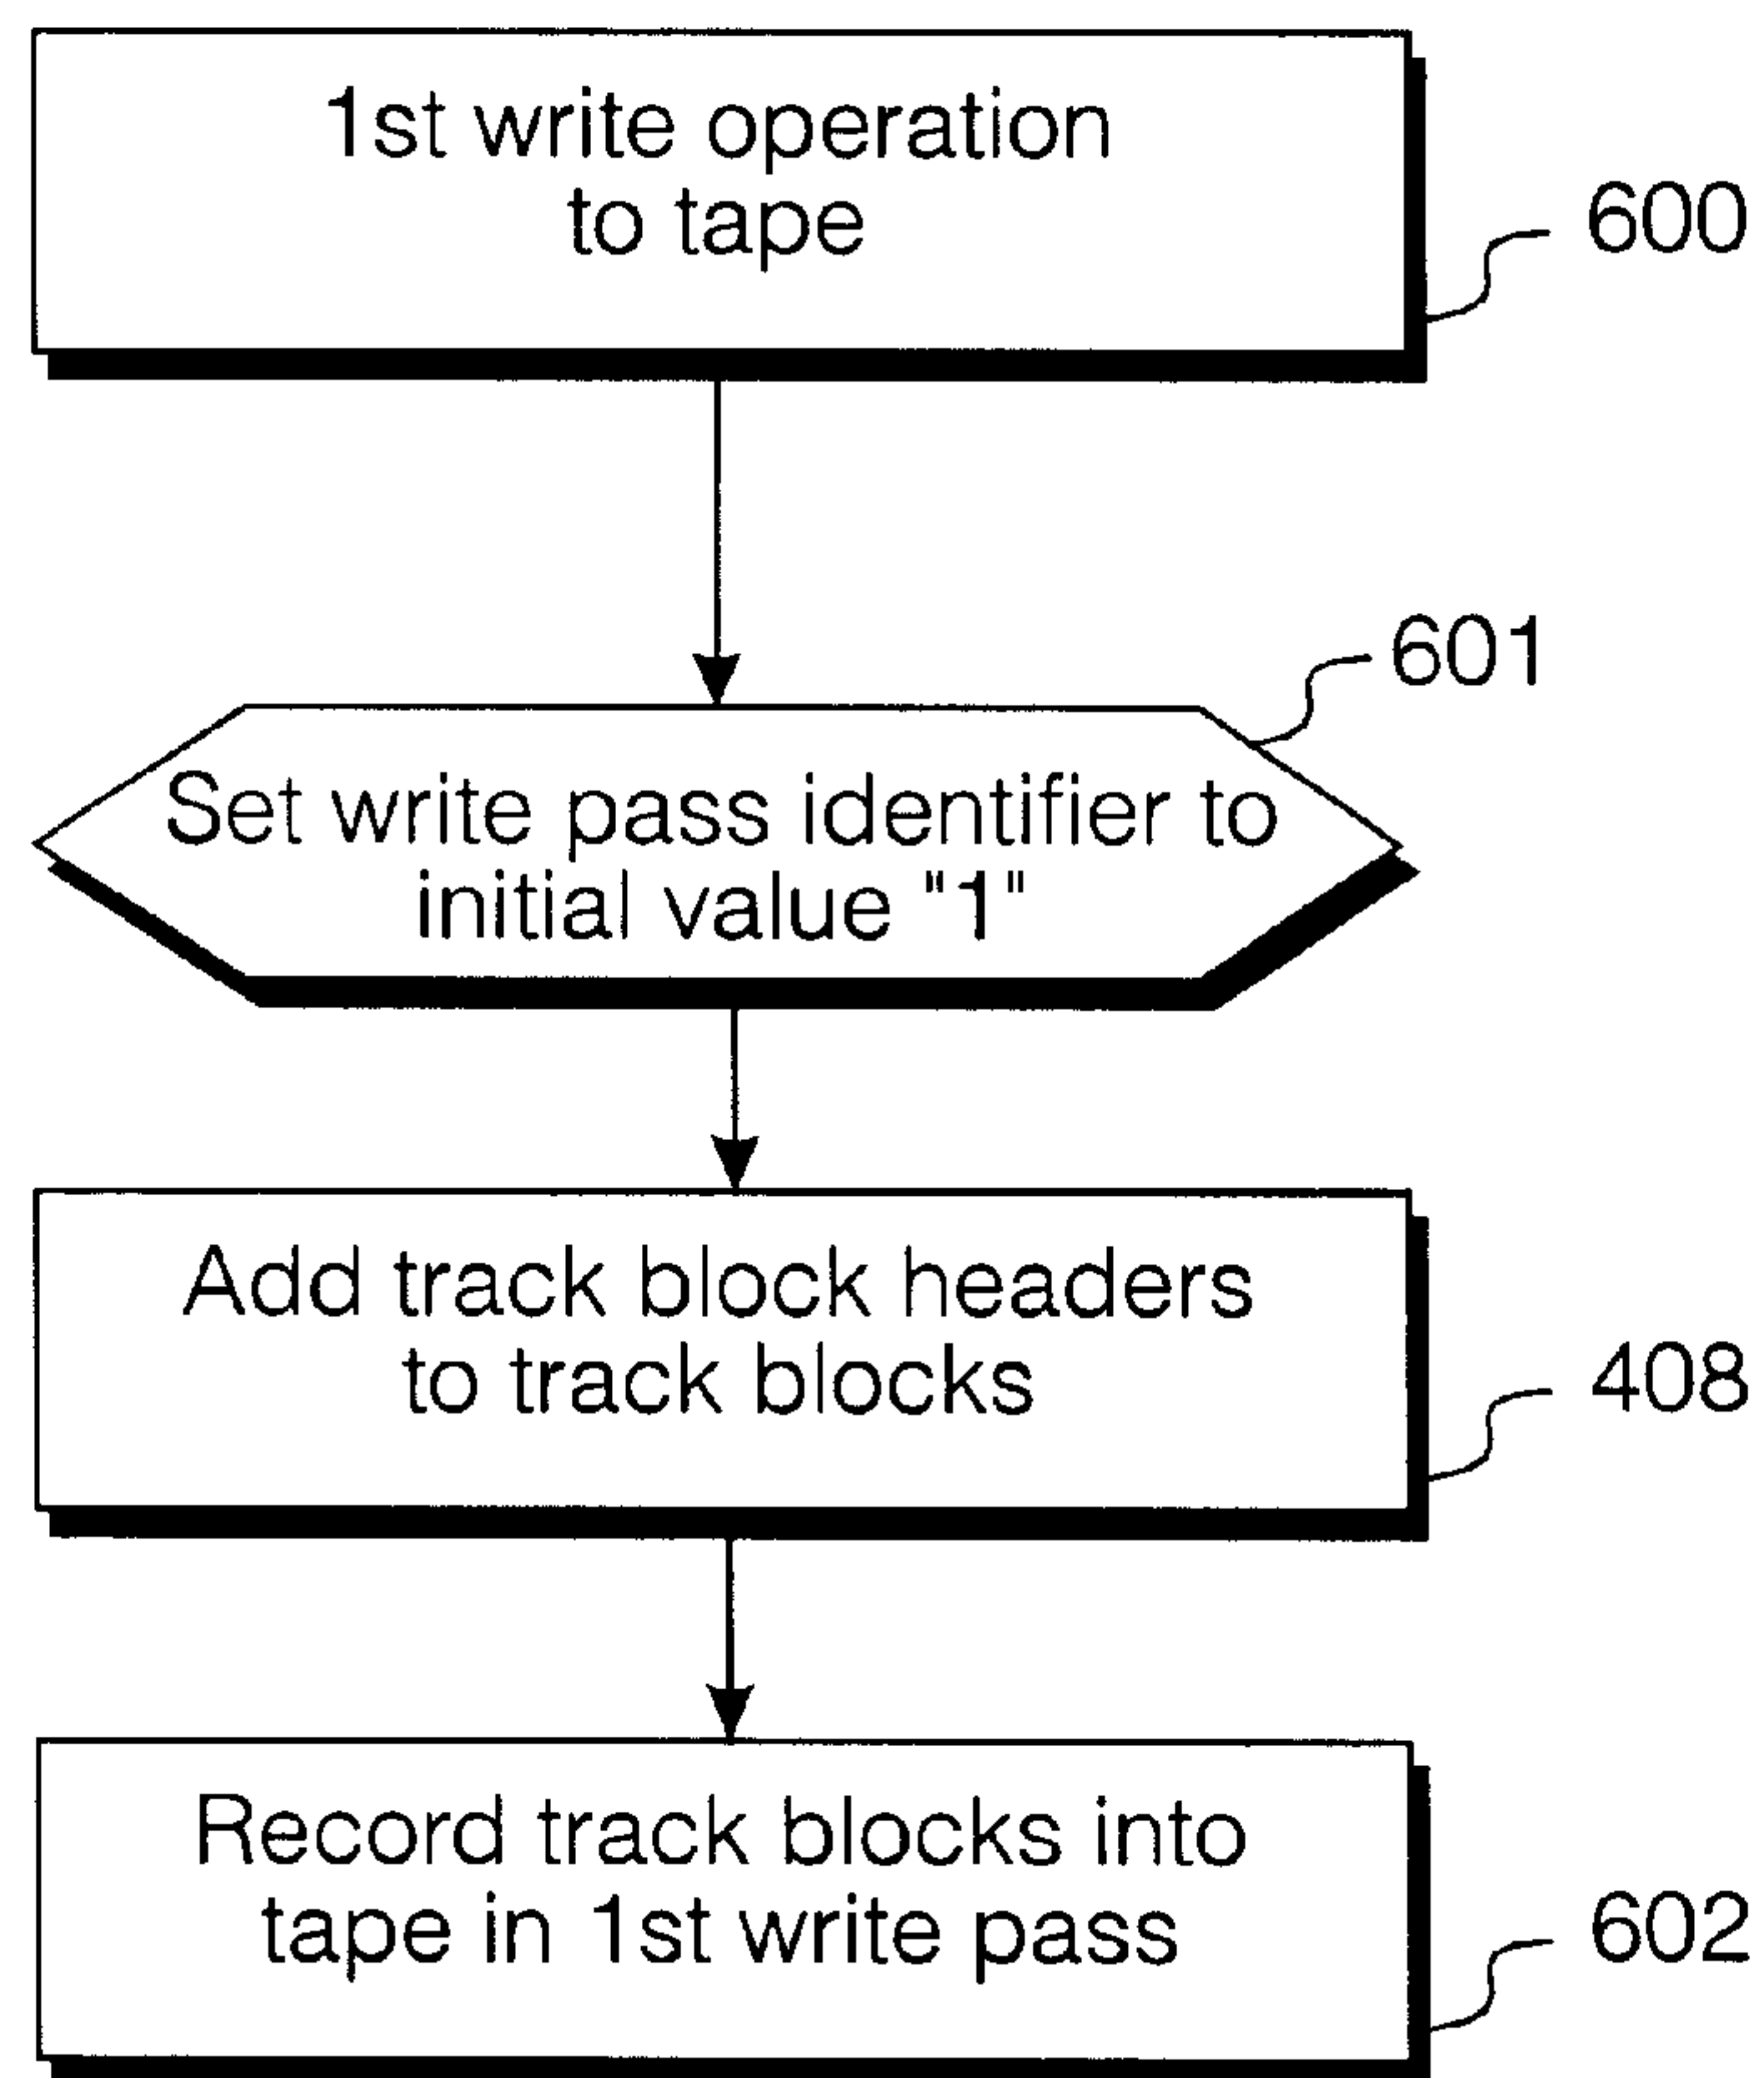 1st write operation
to tape
600
601
Set write pass identifier to
initial value "1"
Add track block headers
to track blocks
408
Record track blocks into
tape in 1st write pass
602